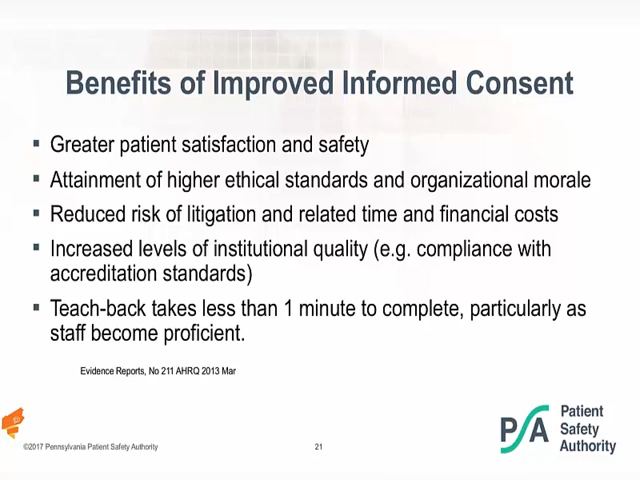 Benefits of Improved Informed Consent
▪ Greater patient satisfaction and safety
▪ Attainment of higher ethical standards and organizational morale
▪ Reduced risk of litigation and related time and financial costs
▪ Increased levels of institutional quality (e.g. compliance with
accreditation standards)
▪ Teach-back takes less than 1 minute to complete, particularly as
staff become proficient.
Evidence Reports, No 211 AHRQ 2013 Mar
©2017 Pennsylvania Patient Safety Authority
21
PSA
Patient
Safety
Authority